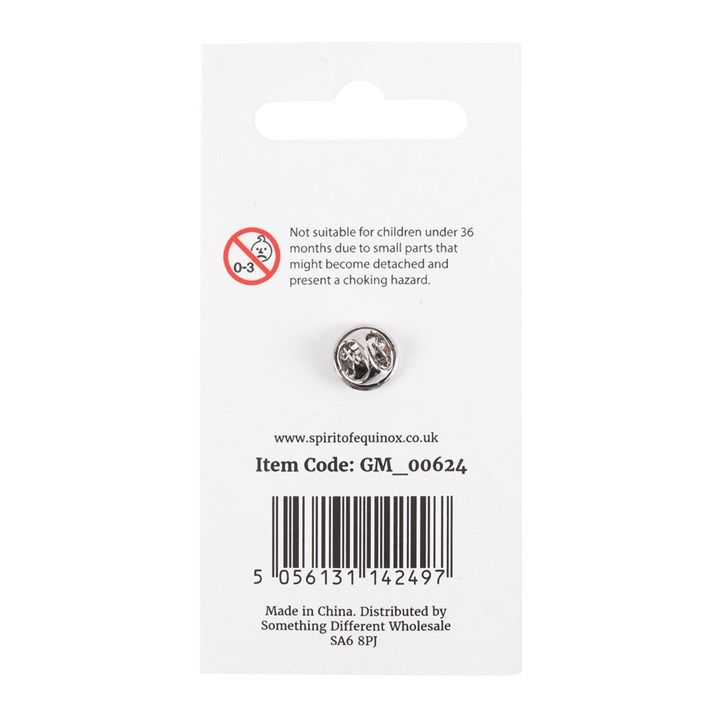 0-3
Not suitable for children under 36
months due to small parts that
might become detached and
present a choking hazard.
www.spiritofequinox.co.uk
Item Code: GM_00624
5 056131 142497
Made in China. Distributed by
Something Different Wholesale
SA6 8PJ